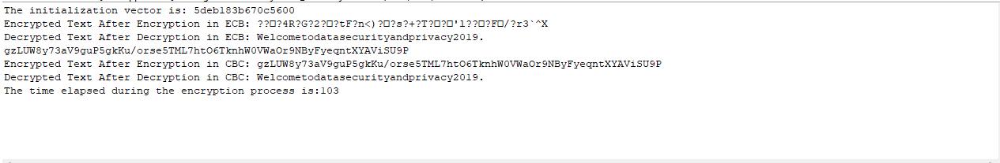 The initialization vector is: 5deb183b670c5600
Encrypted Text After Encryption in ECB: ??□?4R?G?2?□?tF?n<)?□?s?+?T?□?□'l??□?F□/?r3`^X
Decrypted Text After Decryption in ECB: Welcometodatasecurityandprivacy2019.
gzLUW8y73aV9guP5gkKu/orse5TML7htO6TknhW0VWaOr9NByFyeqntXYAViSU9P
Encrypted Text After Encryption in CBC: gzLUW8y73aV9guP5gkKu/orse5TML7htO6TknhW0VWaOr9NByFyeqntXYAViSU9P
Decrypted Text After Decryption in CBC: Welcometodatasecurityandprivacy2019.
The time elapsed during the encryption process is:103